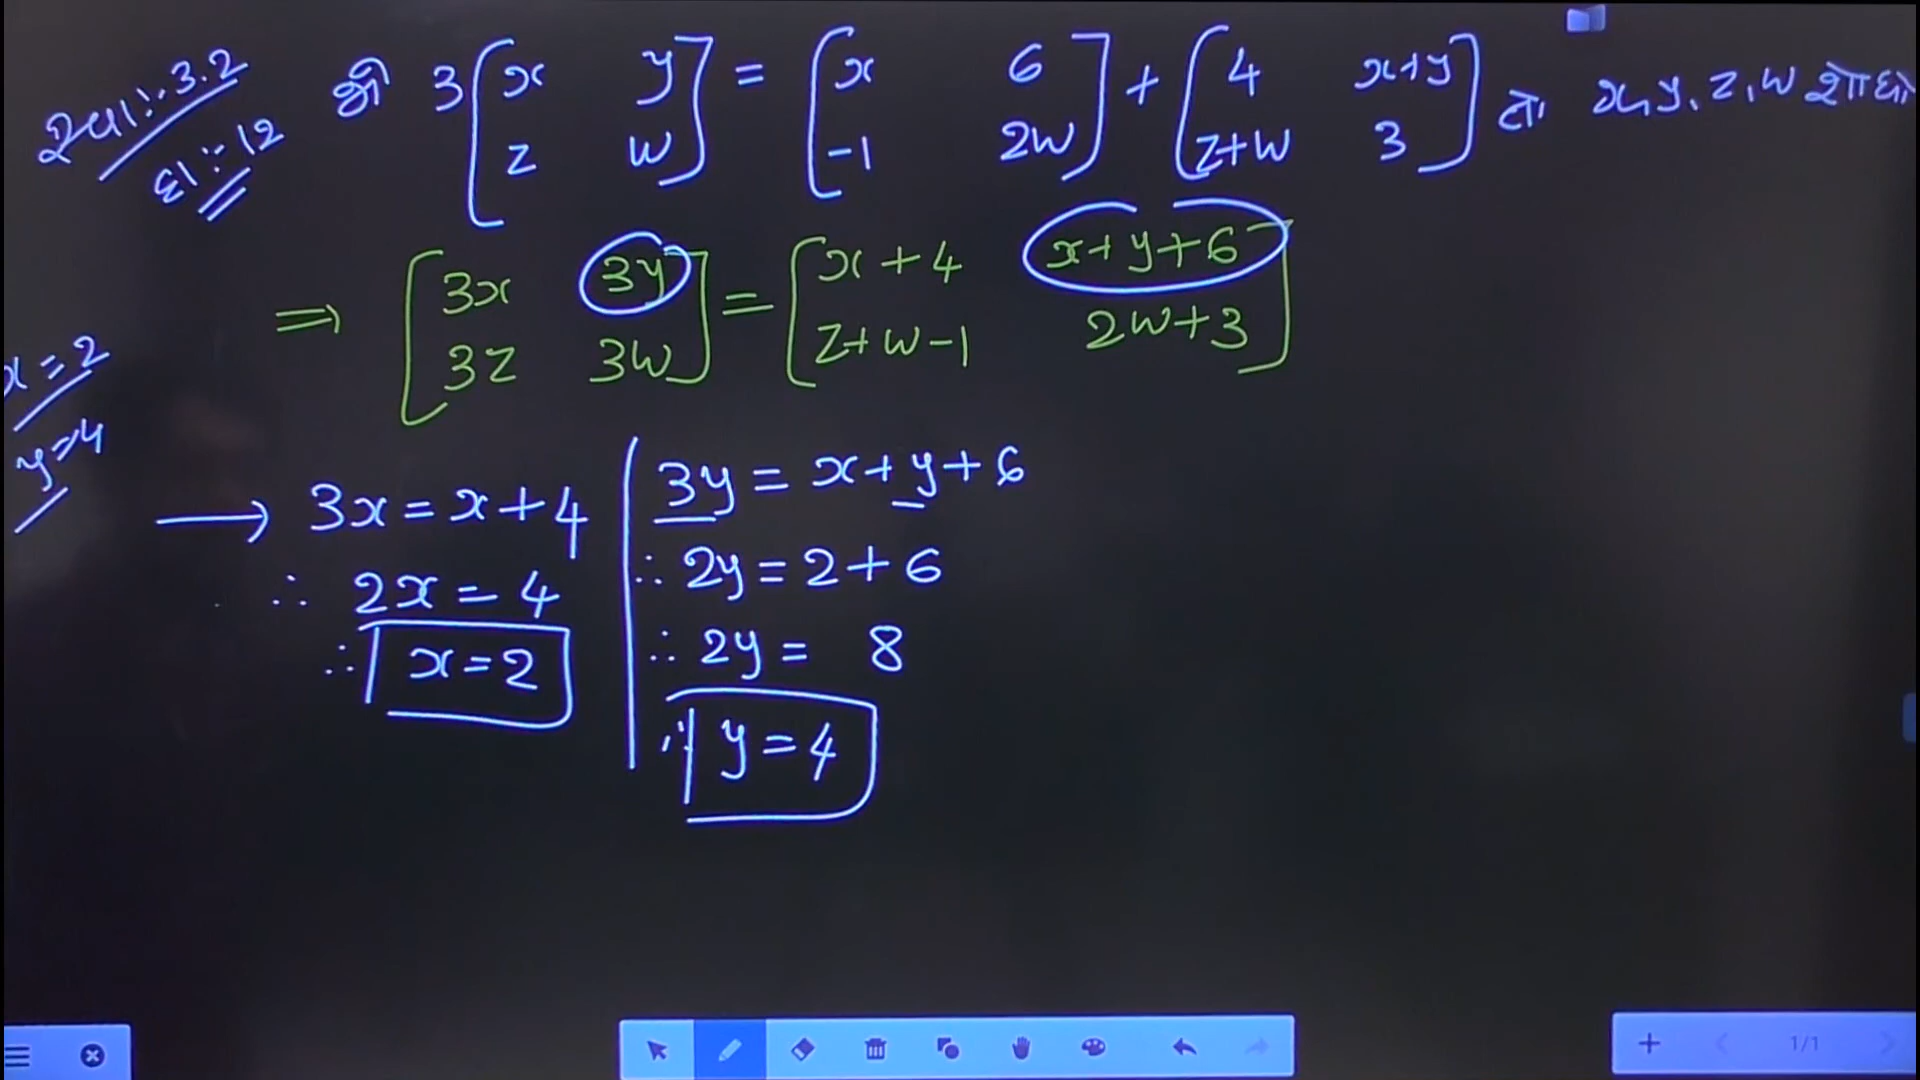 સ્વા:-3.2
દા:-12
જો 3[x y z w] = [x 6 -1 2w] + [4 x+y z+w 3] તો x, y, z, w શોધો
⇒ [3x 3y 3z 3w] = [x+4 x+y+6 z+w-1 2w+3]
x=2
y=4
→ 3x = x+4
∴ 2x = 4
∴ x=2
3y = x+y+6
∴ 2y = 2+6
∴ 2y = 8
∴ y=4
1/1